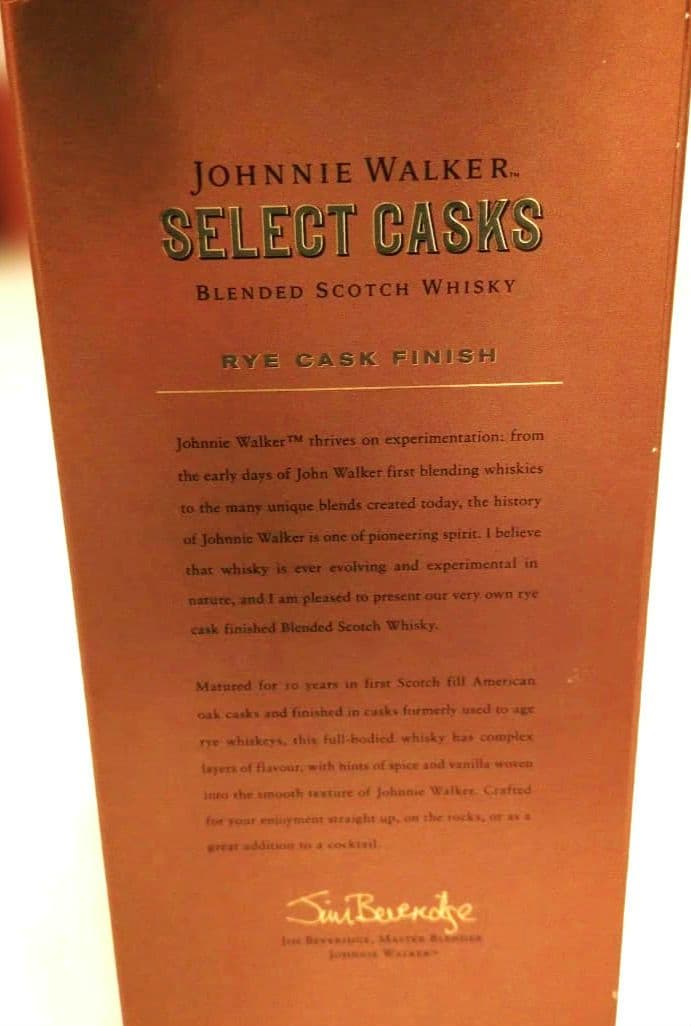 JOHNNIE WALKER™
SELECT CASKS
BLENDED SCOTCH WHISKY
RYE CASK FINISH
Johnnie Walker™ thrives on experimentation: from
the early days of John Walker first blending whiskies
to the many unique blends created today, the history
of Johnnie Walker is one of pioneering spirit. I believe
that whisky is ever evolving and experimental in
nature, and I am pleased to present our very own rye
cask finished Blended Scotch Whisky.
Matured for 10 years in first Scotch fill American
oak casks and finished in casks formerly used to age
rye whiskeys, this full-bodied whisky has complex
layers of flavour, with hints of spice and vanilla woven
into the smooth texture of Johnnie Walker. Crafted
for your enjoyment straight up, on the rocks, or as a
great addition to a cocktail.
Jim Beveridge
JIM BEVERIDGE, MASTER BLENDER
JOHNNIE WALKER™